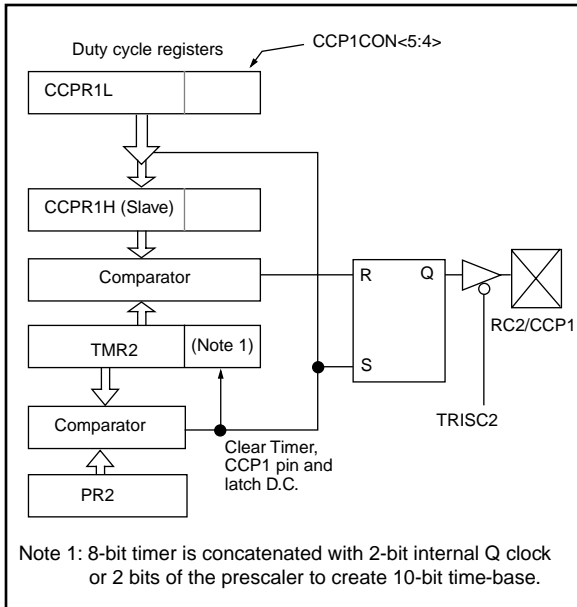 Duty cycle registers
CCP1CON<5:4>
CCPR1L
CCPR1H (Slave)
Comparator
R
Q
RC2/CCP1
TMR2
(Note 1)
S
TRISC2
Comparator
Clear Timer,
CCP1 pin and
latch D.C.
PR2
Note 1: 8-bit timer is concatenated with 2-bit internal Q clock
or 2 bits of the prescaler to create 10-bit time-base.